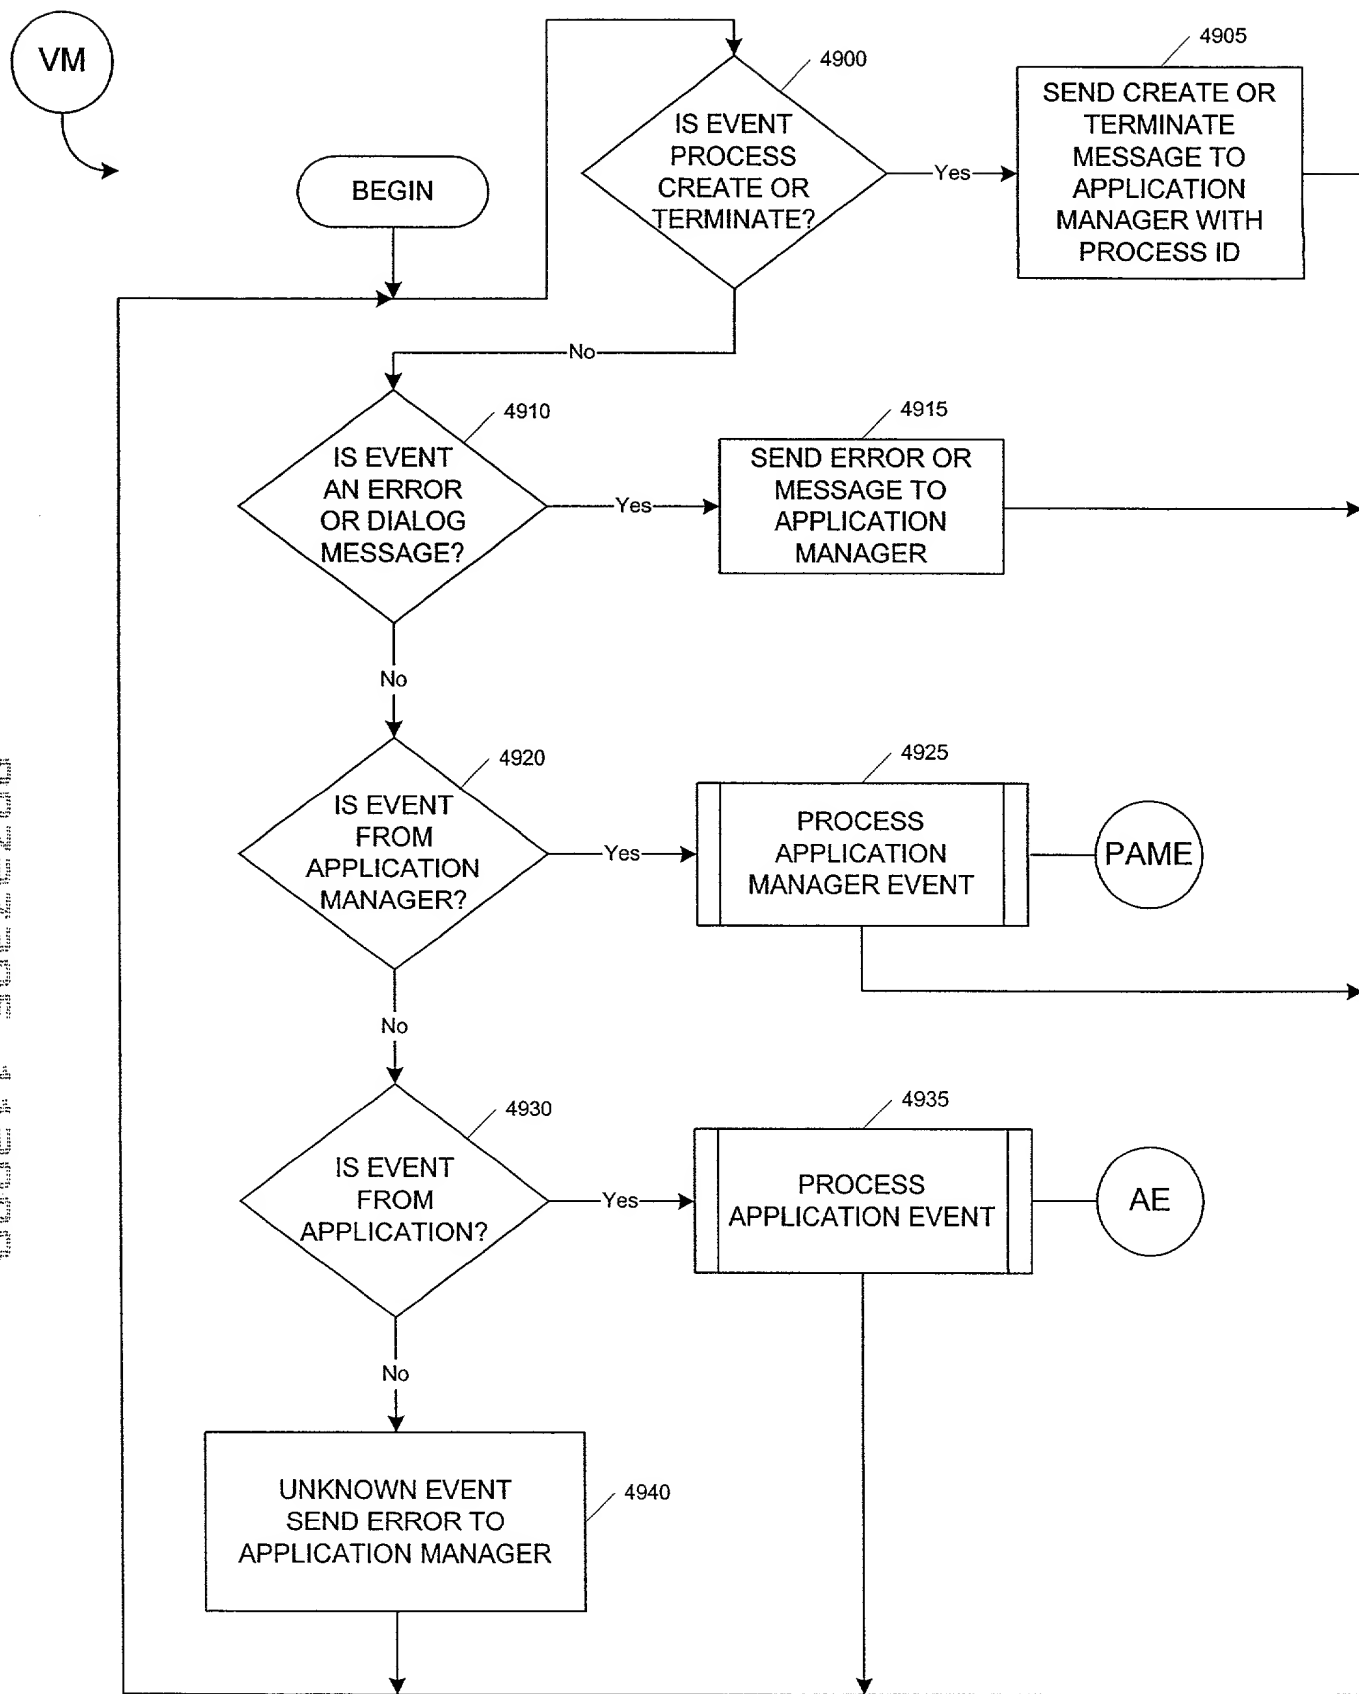 VM
BEGIN
4900
IS EVENT
PROCESS
CREATE OR
TERMINATE?
Yes
4905
SEND CREATE OR
TERMINATE
MESSAGE TO
APPLICATION
MANAGER WITH
PROCESS ID
No
4910
IS EVENT
AN ERROR
OR DIALOG
MESSAGE?
Yes
4915
SEND ERROR OR
MESSAGE TO
APPLICATION
MANAGER
No
4920
IS EVENT
FROM
APPLICATION
MANAGER?
Yes
4925
PROCESS
APPLICATION
MANAGER EVENT
PAME
No
4930
IS EVENT
FROM
APPLICATION?
Yes
4935
PROCESS
APPLICATION EVENT
AE
No
UNKNOWN EVENT
SEND ERROR TO
APPLICATION MANAGER
4940